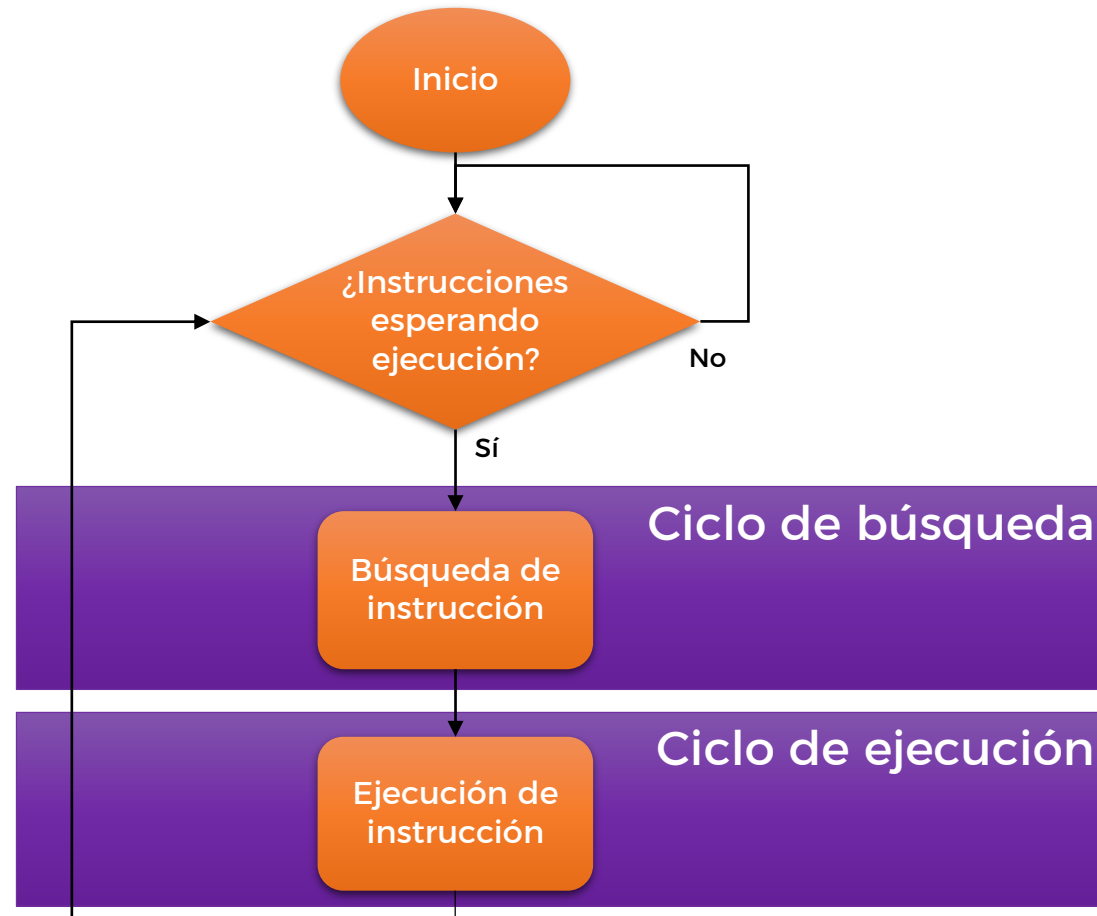 Inicio
¿Instrucciones
esperando
ejecución?
No
Sí
Ciclo de búsqueda
Búsqueda de
instrucción
Ciclo de ejecución
Ejecución de
instrucción